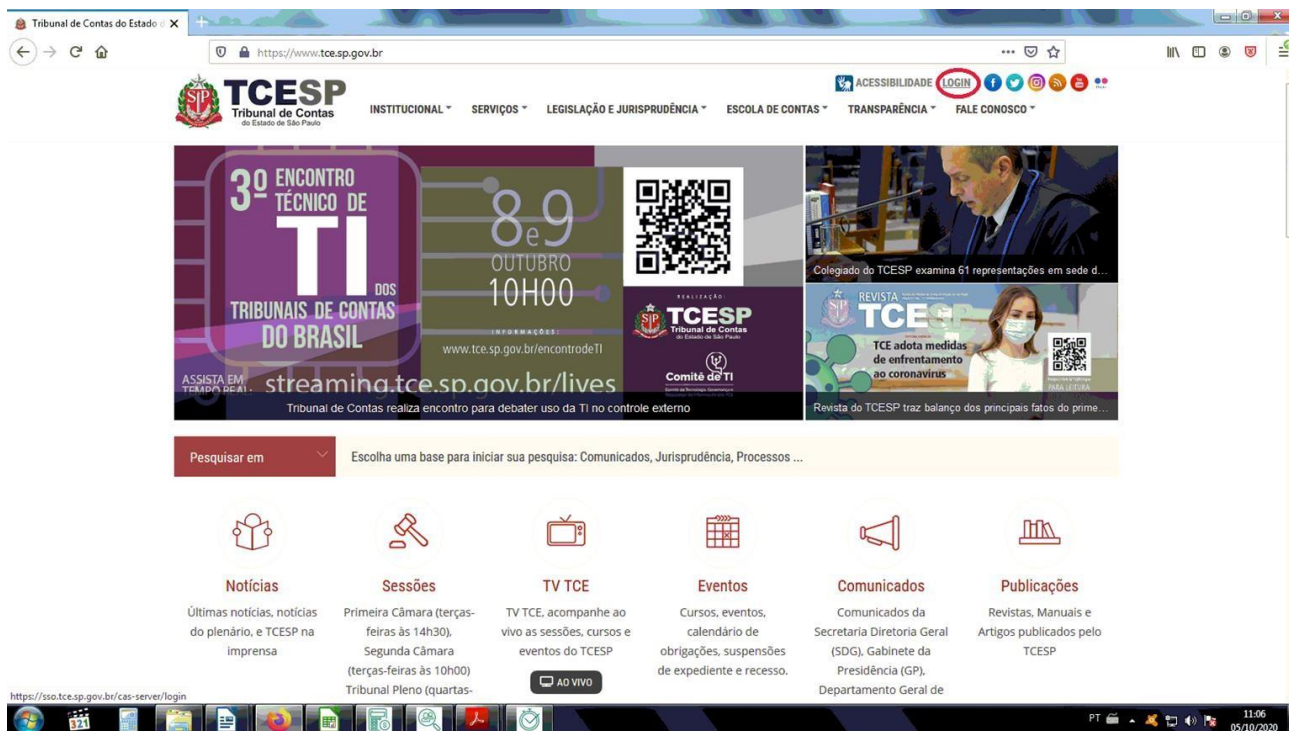 Tribunal de Contas do Estado d
https://www.tce.sp.gov.br
TCESP
Tribunal de Contas
do Estado de São Paulo
ACESSIBILIDADE LOGIN
INSTITUCIONAL SERVIÇOS LEGISLAÇÃO E JURISPRUDÊNCIA ESCOLA DE CONTAS TRANSPARÊNCIA FALE CONOSCO
3º ENCONTRO
TÉCNICO DE
TI
DOS
TRIBUNAIS DE CONTAS
DO BRASIL
8 e 9
OUTUBRO
10H00
INFORMAÇÕES:
www.tce.sp.gov.br/encontrodeTI
REALIZAÇÃO:
TCESP
Tribunal de Contas
do Estado de São Paulo
Comitê de TI
ASSISTA EM
TEMPO REAL:
streaming.tce.sp.gov.br/lives
Tribunal de Contas realiza encontro para debater uso da TI no controle externo
Colegiado do TCESP examina 61 representações em sede d...
REVISTA
TCESP
TCE adota medidas
de enfrentamento
ao coronavírus
PARA LEITURA
Revista do TCESP traz balanço dos principais fatos do prime...
Pesquisar em
Escolha uma base para iniciar sua pesquisa: Comunicados, Jurisprudência, Processos ...
Notícias
Últimas notícias, notícias
do plenário, e TCESP na
imprensa
Sessões
Primeira Câmara (terças-
feiras às 14h30),
Segunda Câmara
(terças-feiras às 10h00)
Tribunal Pleno (quartas-
TV TCE
TV TCE, acompanhe ao
vivo as sessões, cursos e
eventos do TCESP
AO VIVO
Eventos
Cursos, eventos,
calendário de
obrigações, suspensões
de expediente e recesso.
Comunicados
Comunicados da
Secretaria Diretoria Geral
(SDG), Gabinete da
Presidência (GP),
Departamento Geral de
Publicações
Revistas, Manuais e
Artigos publicados pelo
TCESP
https://sso.tce.sp.gov.br/cas-server/login
321
PT
11:06
05/10/2020